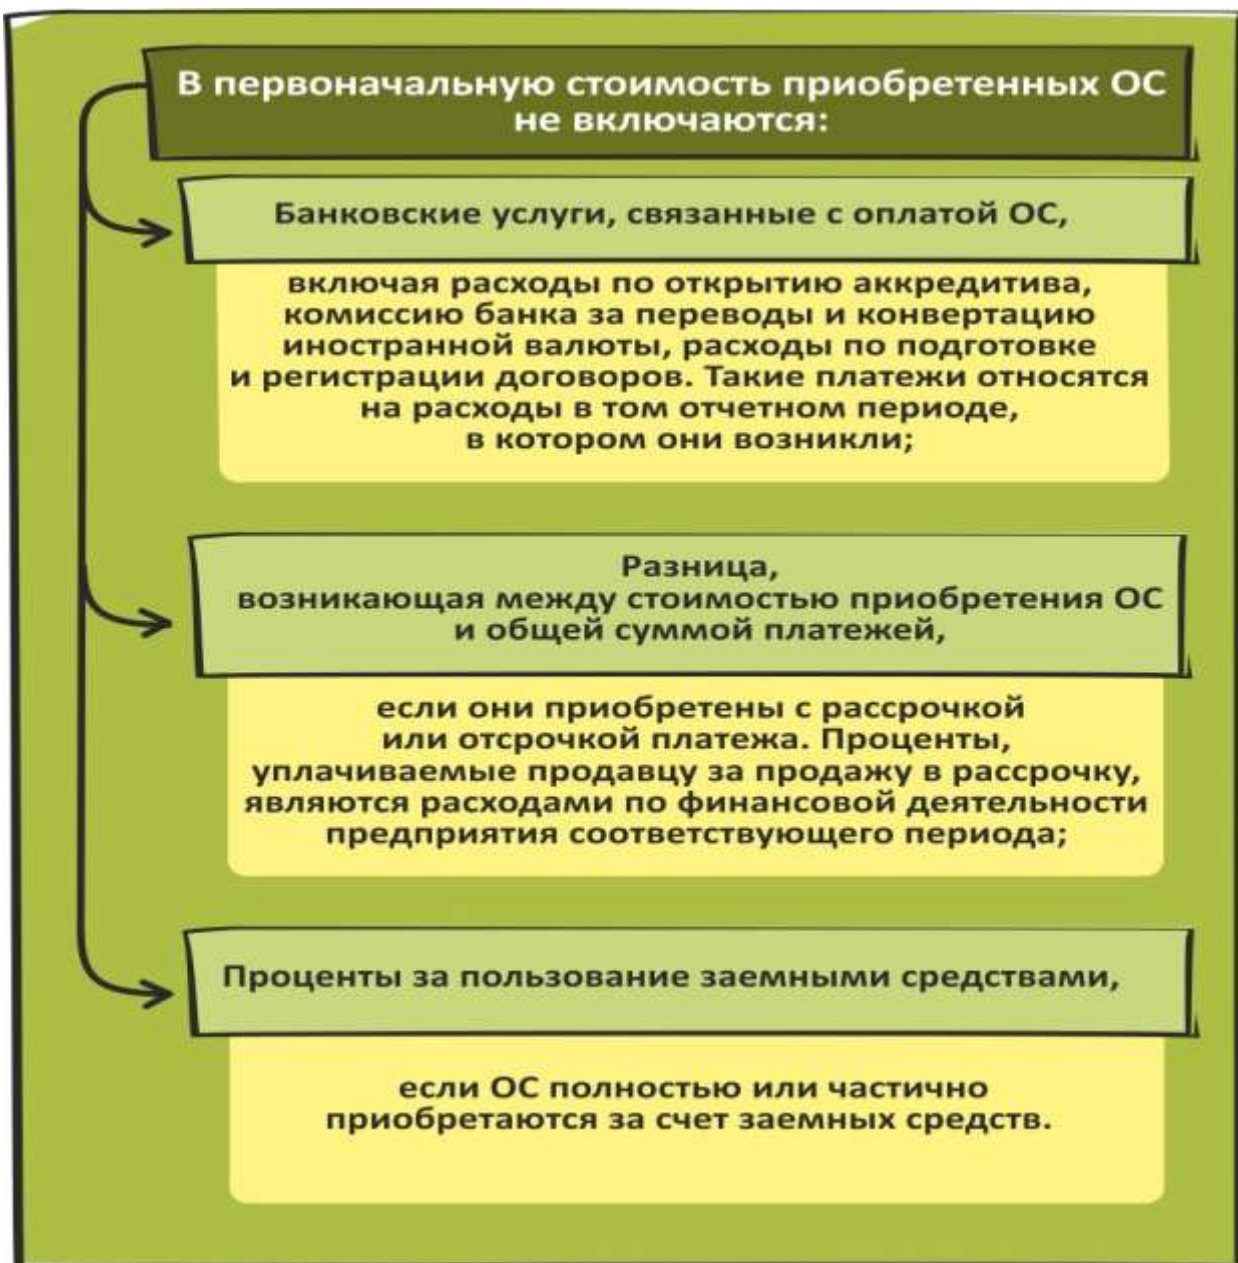 В первоначальную стоимость приобретенных ОС
не включаются:
Банковские услуги, связанные с оплатой ОС,
включая расходы по открытию аккредитива,
комиссию банка за переводы и конвертацию
иностранной валюты, расходы по подготовке
и регистрации договоров. Такие платежи относятся
на расходы в том отчетном периоде,
в котором они возникли;
Разница,
возникающая между стоимостью приобретения ОС
и общей суммой платежей,
если они приобретены с рассрочкой
или отсрочкой платежа. Проценты,
уплачиваемые продавцу за продажу в рассрочку,
являются расходами по финансовой деятельности
предприятия соответствующего периода;
Проценты за пользование заемными средствами,
если ОС полностью или частично
приобретаются за счет заемных средств.